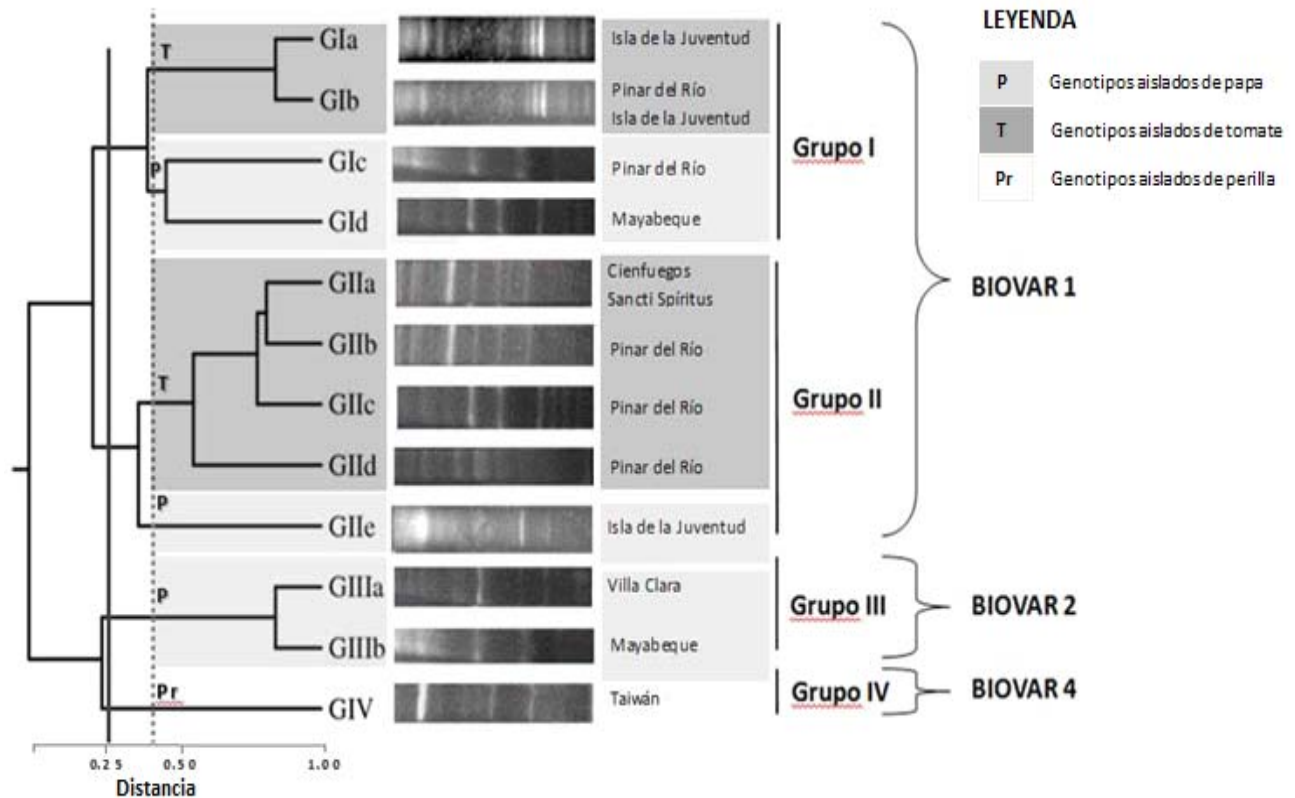 LEYENDA
P Genotipos aislados de papa
T Genotipos aislados de tomate
Pr Genotipos aislados de perilla
T
GIa Isla de la Juventud
GIb Pinar del Río
Isla de la Juventud
Grupo I
P
GIc Pinar del Río
GId Mayabeque
GIIa Cienfuegos
Sancti Spíritus
BIOVAR 1
GIIb Pinar del Río
T
GIIc Pinar del Río
Grupo II
GIId Pinar del Río
P
GIIe Isla de la Juventud
GIIIa Villa Clara
P
Grupo III
BIOVAR 2
GIIIb Mayabeque
Pr
GIV Taiwán
Grupo IV
BIOVAR 4
0.25 0.50 1.00
Distancia